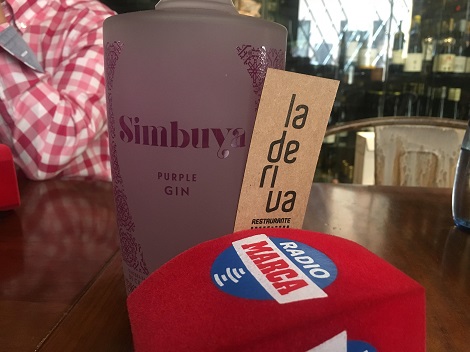 Simbuya
PURPLE
GIN
la
de
ri
va
RESTAURANTE
RADIO
MARCA